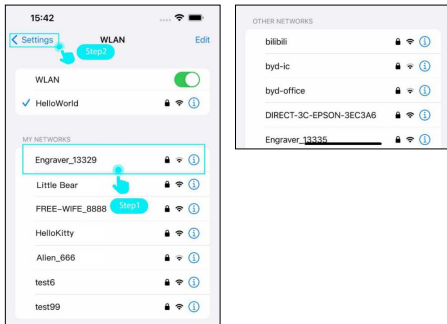 15:42
Settings WLAN Edit
Step2
WLAN
HelloWorld
MY NETWORKS
Engraver_13329
Little Bear
FREE-WIFE_8888 Step1
HelloKitty
Alien_666
test6
test99
OTHER NETWORKS
bilibili
byd-ic
byd-office
DIRECT-3C-EPSON-3EC3A6
Engraver_13335